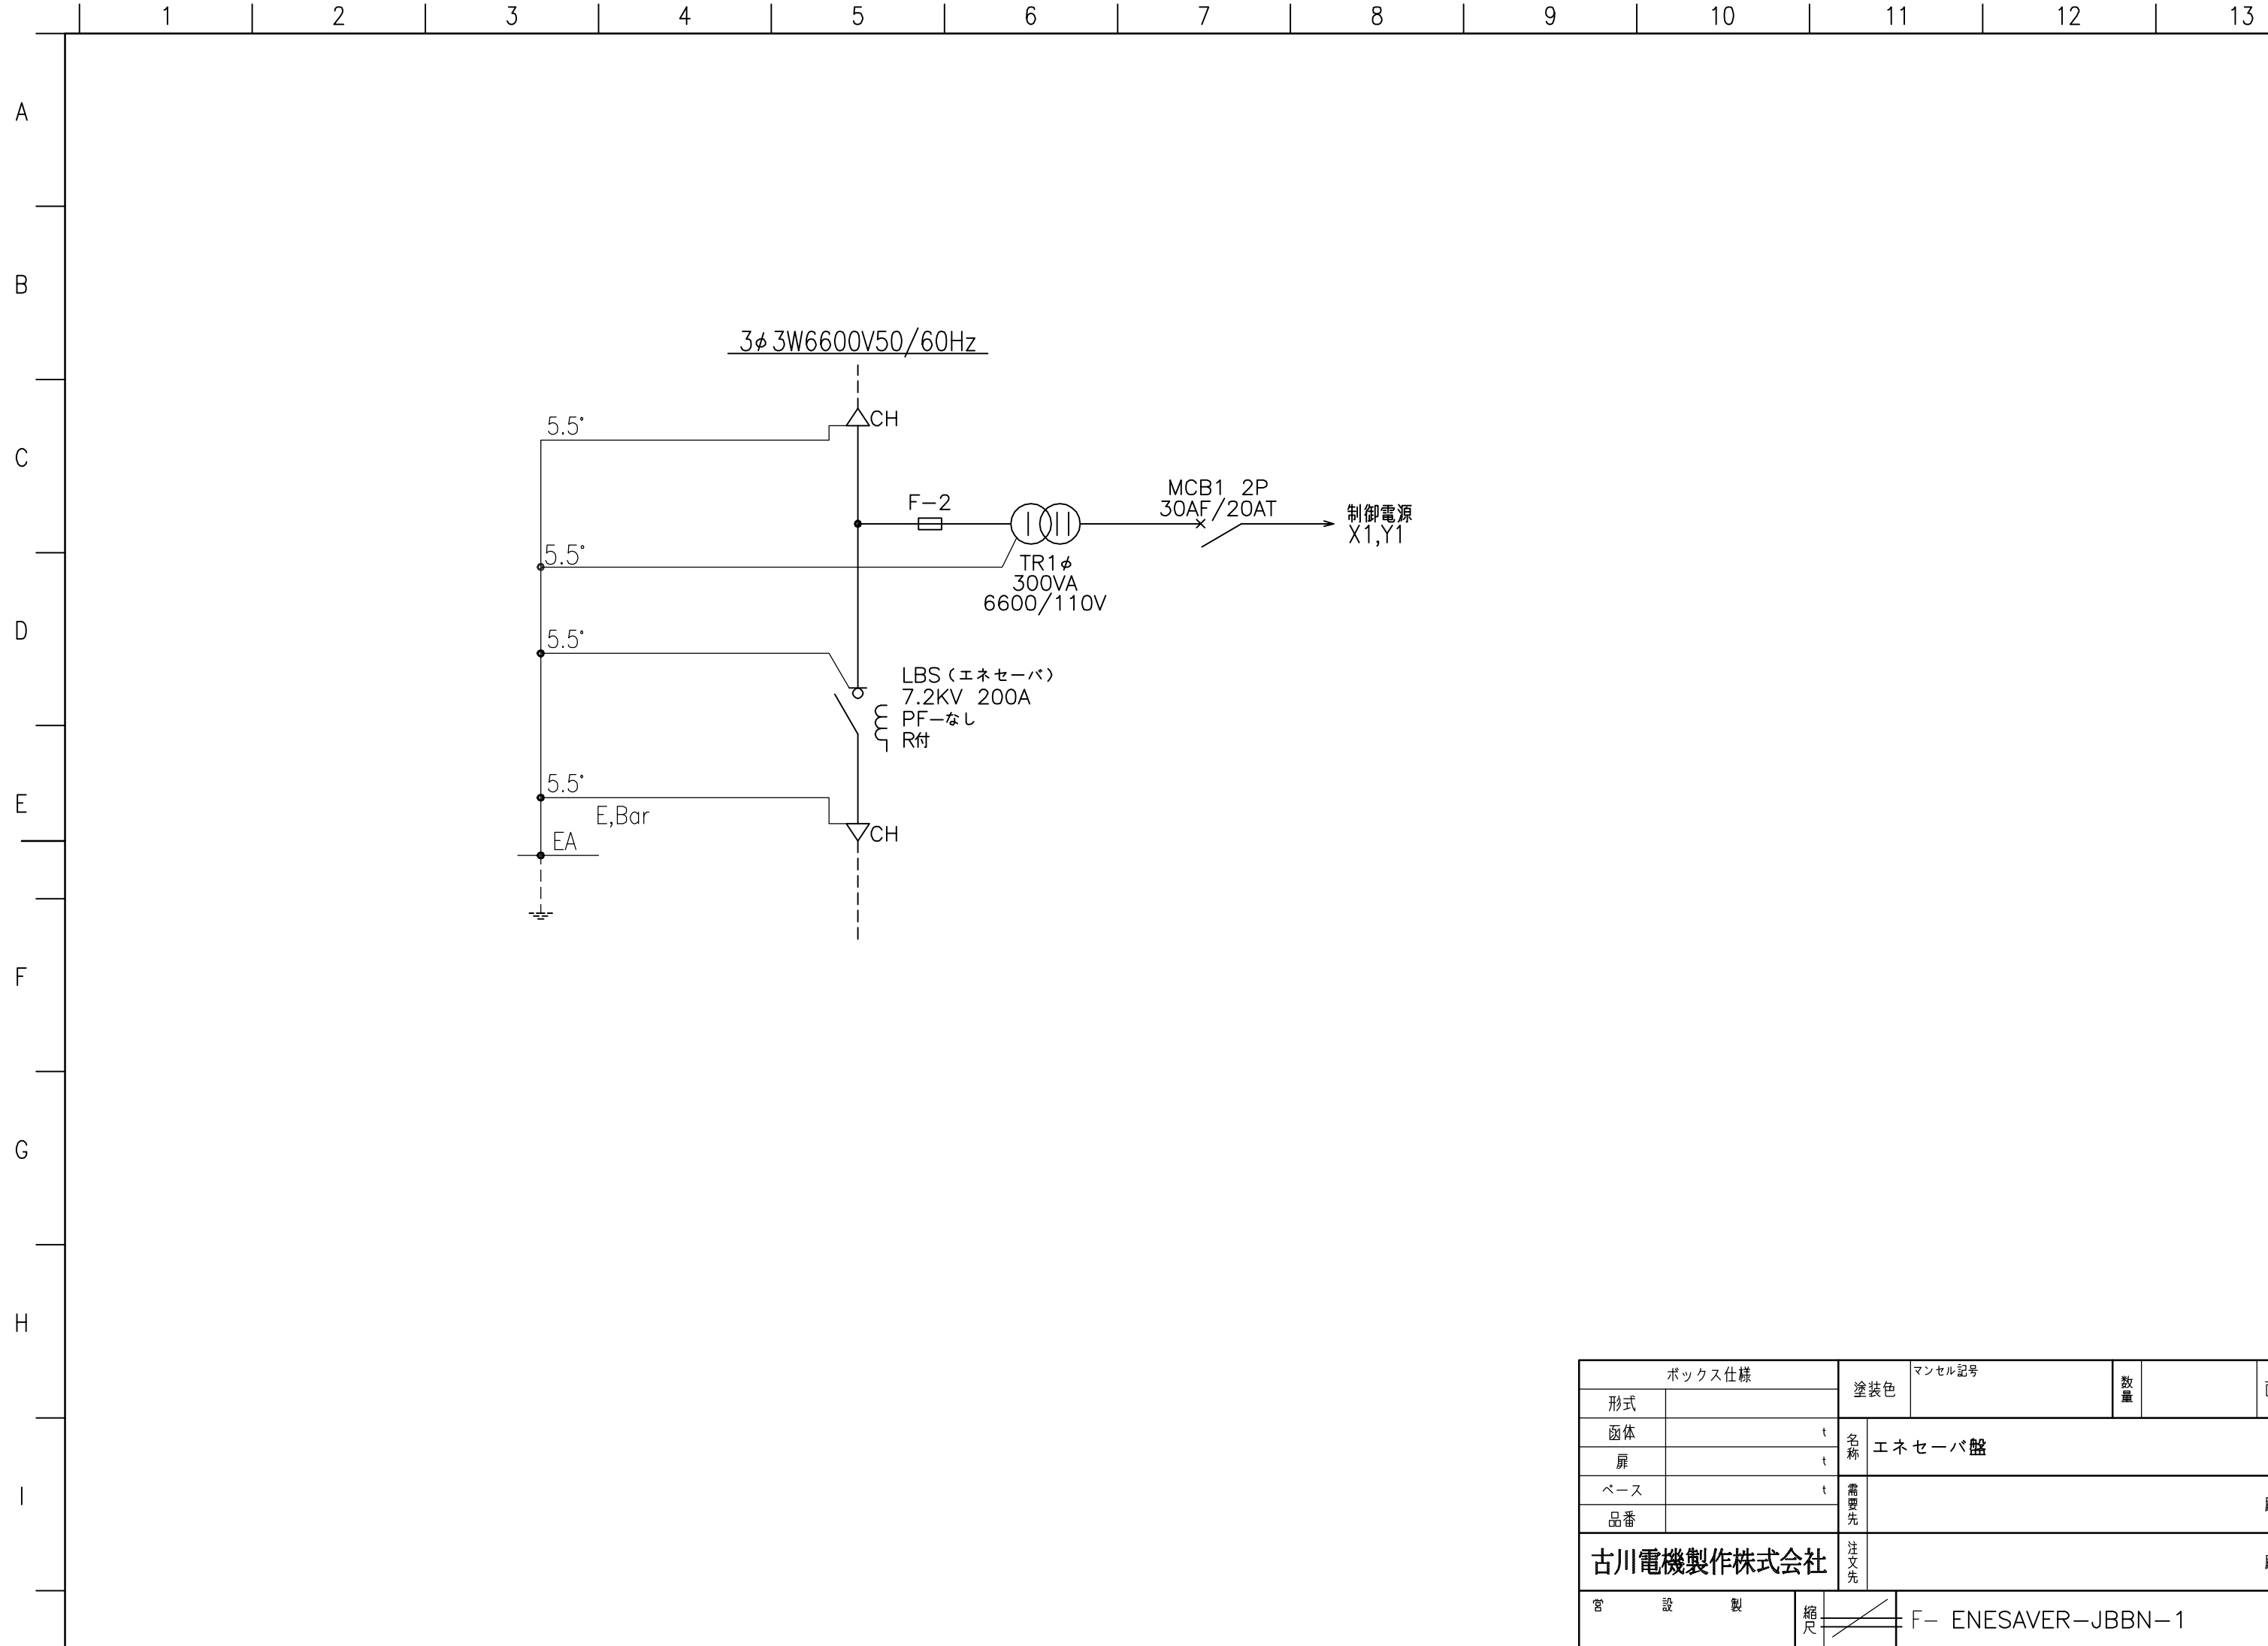 1 2 3 4 5 6 7 8 9 10 11 12 13
A
B
3φ3W6600V50/60Hz
CH
5.5°
C
F-2
MCB1 2P
30AF/20AT
制御電源
X1,Y1
5.5°
TR1φ
300VA
6600/110V
D
5.5°
LBS(エネセーバ)
7.2KV 200A
PF-なし
R付
5.5°
E
E,Bar
CH
EA
F
G
H
ボックス仕様
塗装色
マンセル記号
数量
形式
函体 t
名称
エネセーバ盤
扉 t
I
ベース t
需要先
品番
古川電機製作株式会社
注文先
営 設 製
縮尺
F- ENESAVER-JBBN-1